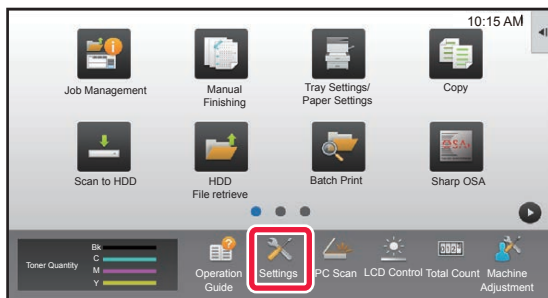 10:15 AM
Job Management
Manual
Finishing
Tray Settings/
Paper Settings
Copy
Scan to HDD
HDD
File retrieve
Batch Print
Sharp OSA
Toner Quantity
Bk
C
M
Y
Operation
Guide
Settings
PC Scan
LCD Control
Total Count
Machine
Adjustment